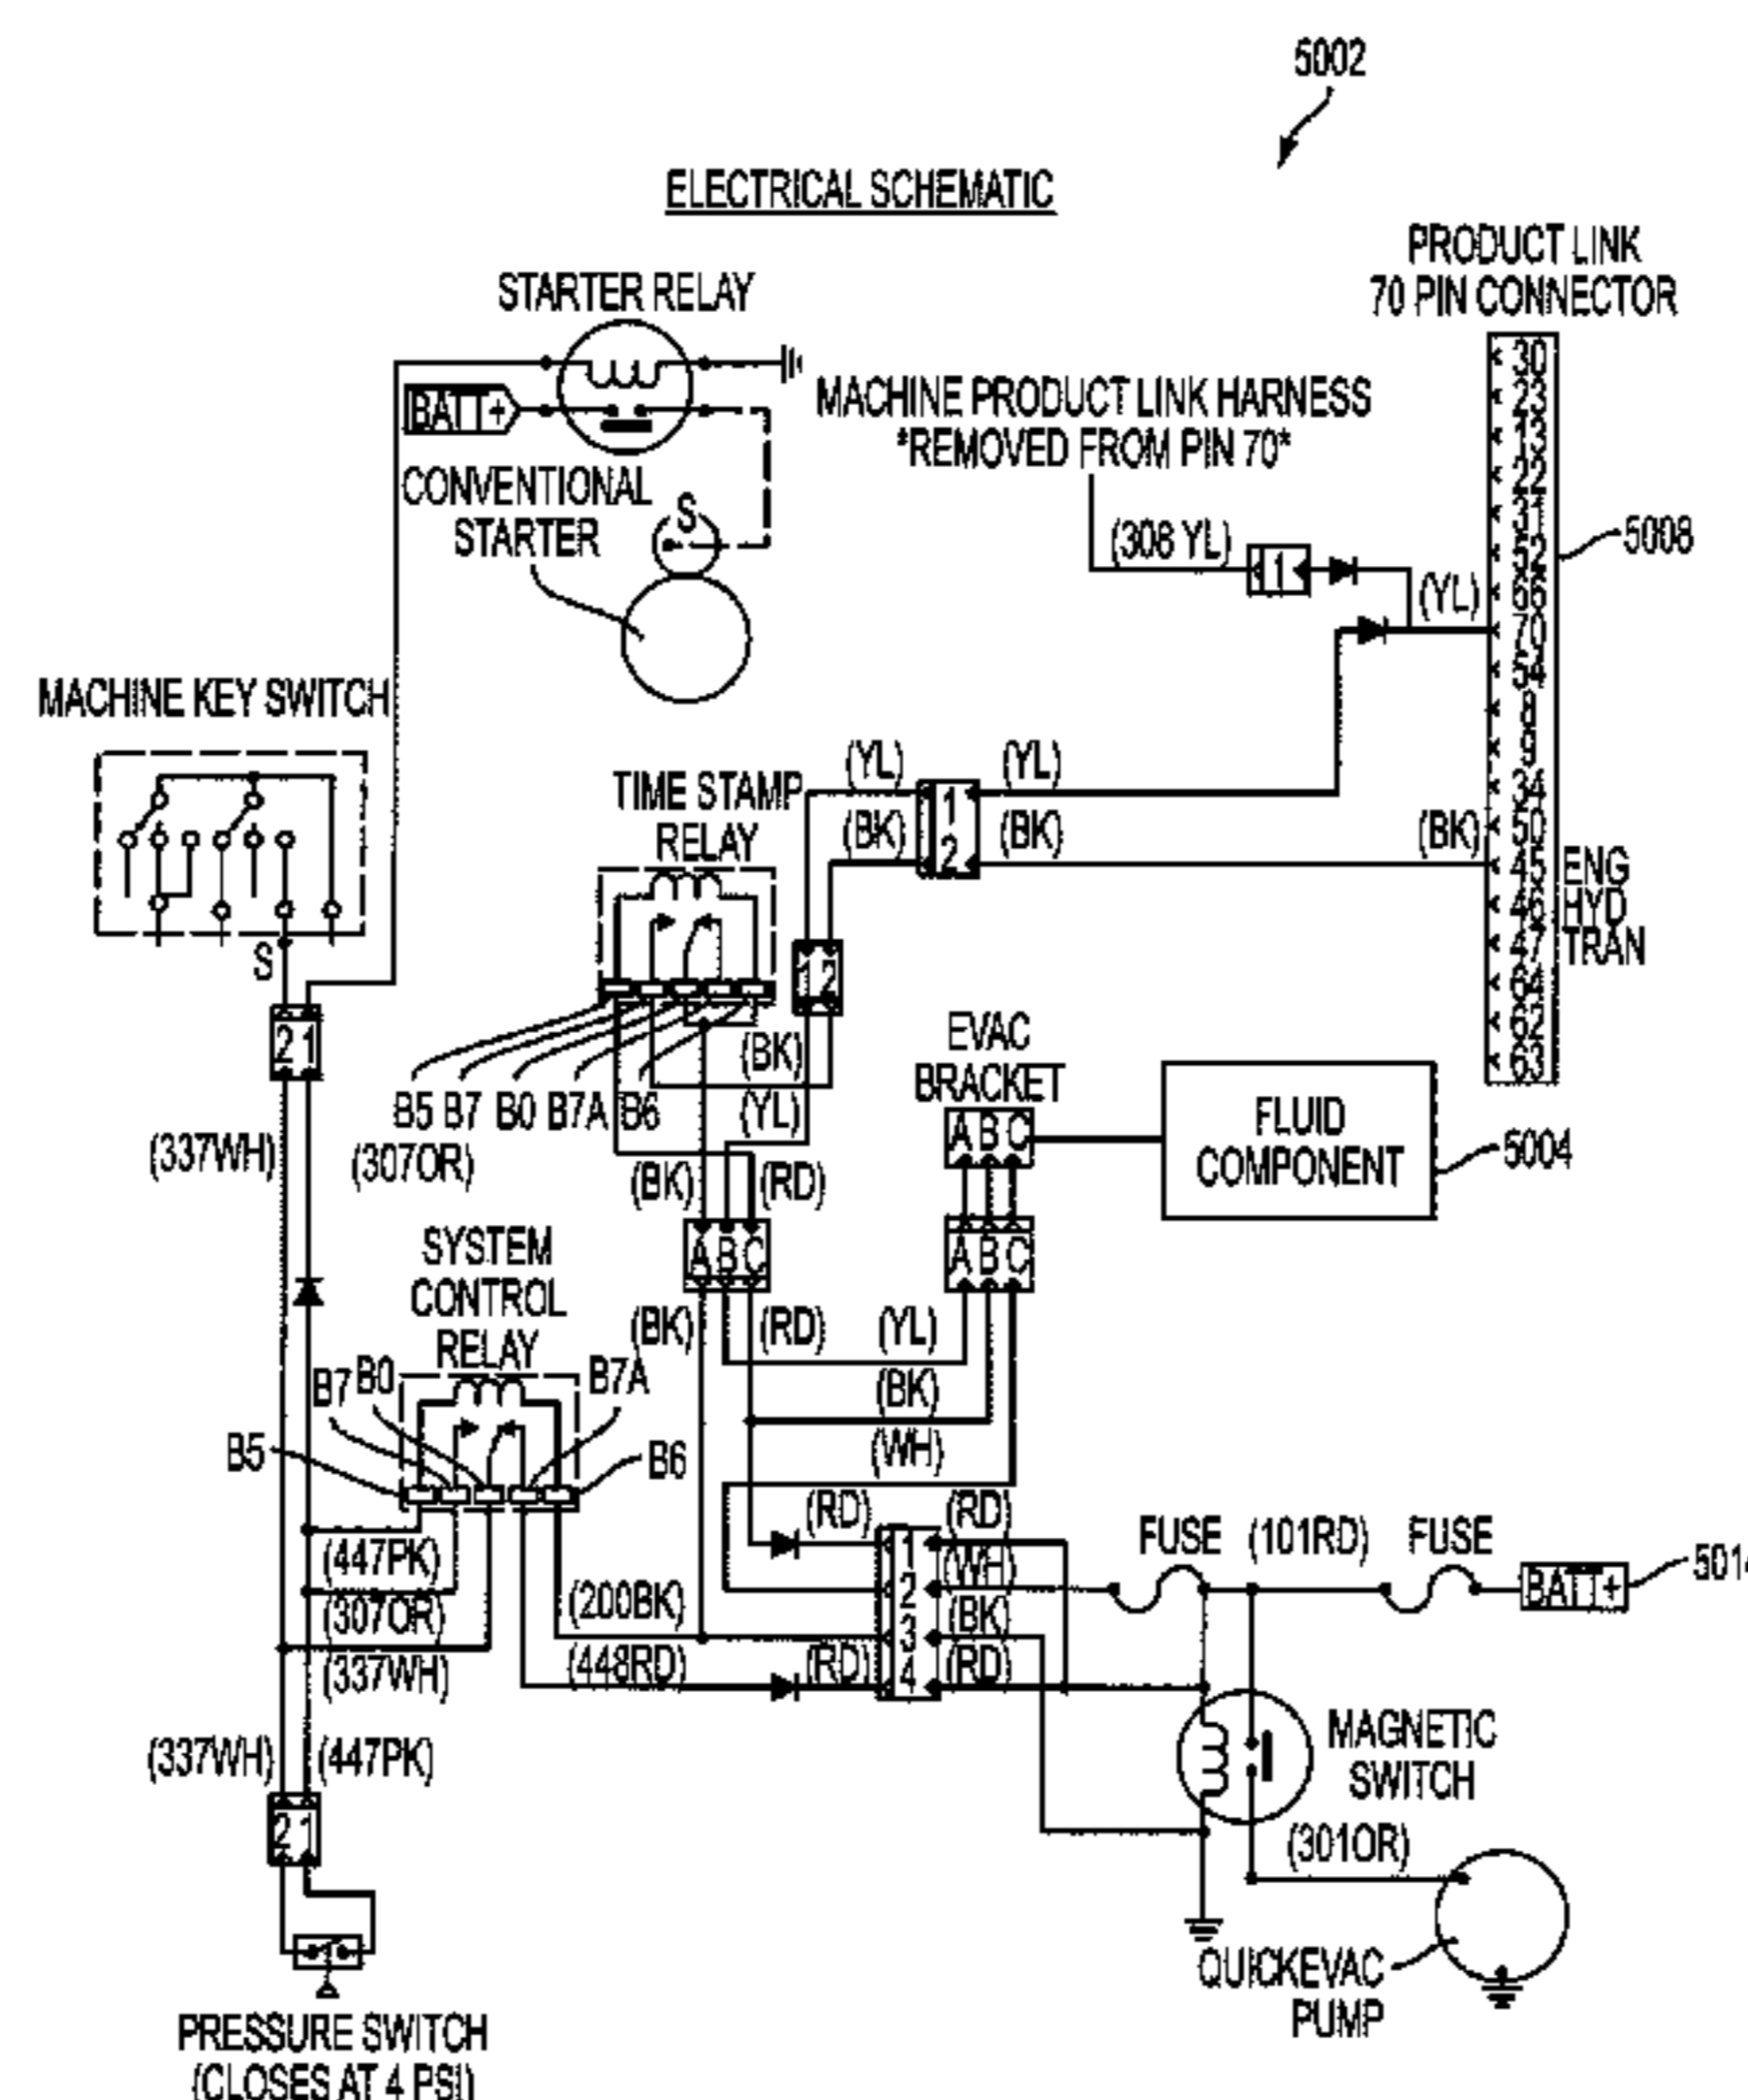 5002
ELECTRICAL SCHEMATIC
PRODUCT LINK
70 PIN CONNECTOR
STARTER RELAY
BATT+
MACHINE PRODUCT LINK HARNESS
*REMOVED FROM PIN 70*
CONVENTIONAL
STARTER
S
(308 YL)
1
(YL)
30
23
13
22
31
52
66
70
54
8
9
34
50
45
46
47
64
62
63
5008
ENG
HYD
TRAN
MACHINE KEY SWITCH
S
2 1
TIME STAMP
RELAY
(YL)
(YL)
(BK)
(BK)
(BK)
1
2
1 2
B5 B7 B0 B7A B6
(BK)
(YL)
(337WH)
(307OR)
(BK)
(RD)
EVAC
BRACKET
A B C
FLUID
COMPONENT
5004
A B C
A B C
SYSTEM
CONTROL
RELAY
(BK)
(RD)
(YL)
(BK)
(WH)
B7 B0
B7A
B5
B6
(447PK)
(307OR)
(337WH)
(200BK)
(448RD)
(RD)
(RD)
1
2
3
4
(RD)
(WH)
(BK)
(RD)
FUSE
(101RD)
FUSE
BATT+
(337WH)
(447PK)
2 1
MAGNETIC
SWITCH
(301OR)
QUICKEVAC
PUMP
PRESSURE SWITCH
(CLOSES AT 4 PSI)